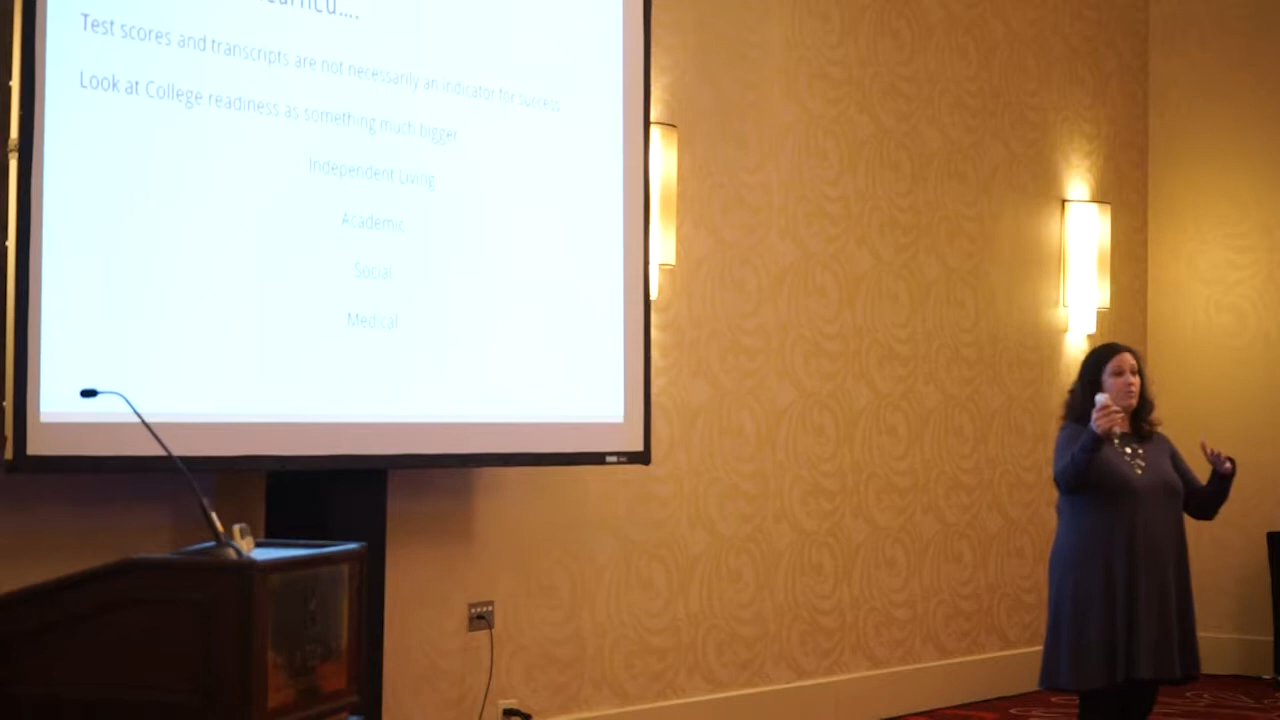 Test scores and transcripts are not necessarily an indicator for success
Look at College readiness as something much bigger
Independent Living
Academic
Social
Medical